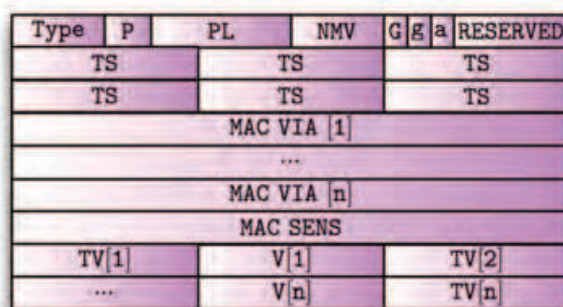 Type P PL NMV G g a RESERVED
TS TS TS
TS TS TS
MAC VIA [1]
...
MAC VIA [n]
MAC SENS
TV[1] V[1] TV[2]
... V[n] TV[n]